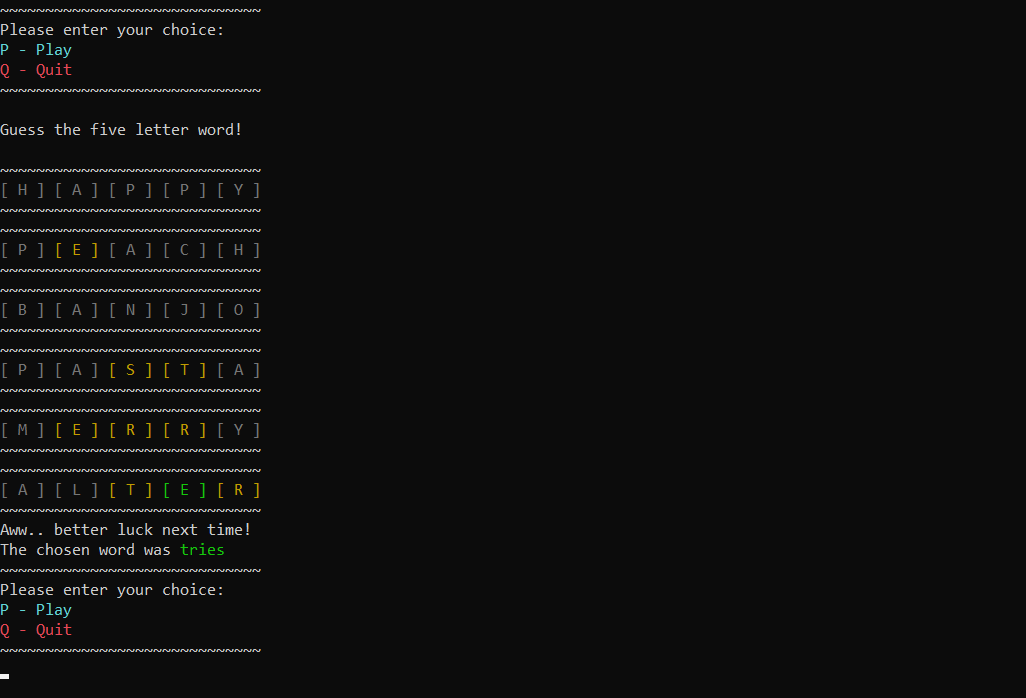 ~~~~~~~~~~~~~~~~~~~~~~~~~~~~~
Please enter your choice:
P - Play
Q - Quit
~~~~~~~~~~~~~~~~~~~~~~~~~~~~~
Guess the five letter word!
~~~~~~~~~~~~~~~~~~~~~~~~~~~~~
[ H ] [ A ] [ P ] [ P ] [ Y ]
~~~~~~~~~~~~~~~~~~~~~~~~~~~~~
~~~~~~~~~~~~~~~~~~~~~~~~~~~~~
[ P ] [ E ] [ A ] [ C ] [ H ]
~~~~~~~~~~~~~~~~~~~~~~~~~~~~~
~~~~~~~~~~~~~~~~~~~~~~~~~~~~~
[ B ] [ A ] [ N ] [ J ] [ O ]
~~~~~~~~~~~~~~~~~~~~~~~~~~~~~
~~~~~~~~~~~~~~~~~~~~~~~~~~~~~
[ P ] [ A ] [ S ] [ T ] [ A ]
~~~~~~~~~~~~~~~~~~~~~~~~~~~~~
~~~~~~~~~~~~~~~~~~~~~~~~~~~~~
[ M ] [ E ] [ R ] [ R ] [ Y ]
~~~~~~~~~~~~~~~~~~~~~~~~~~~~~
~~~~~~~~~~~~~~~~~~~~~~~~~~~~~
[ A ] [ L ] [ T ] [ E ] [ R ]
~~~~~~~~~~~~~~~~~~~~~~~~~~~~~
Aww.. better luck next time!
The chosen word was tries
~~~~~~~~~~~~~~~~~~~~~~~~~~~~~
Please enter your choice:
P - Play
Q - Quit
~~~~~~~~~~~~~~~~~~~~~~~~~~~~~